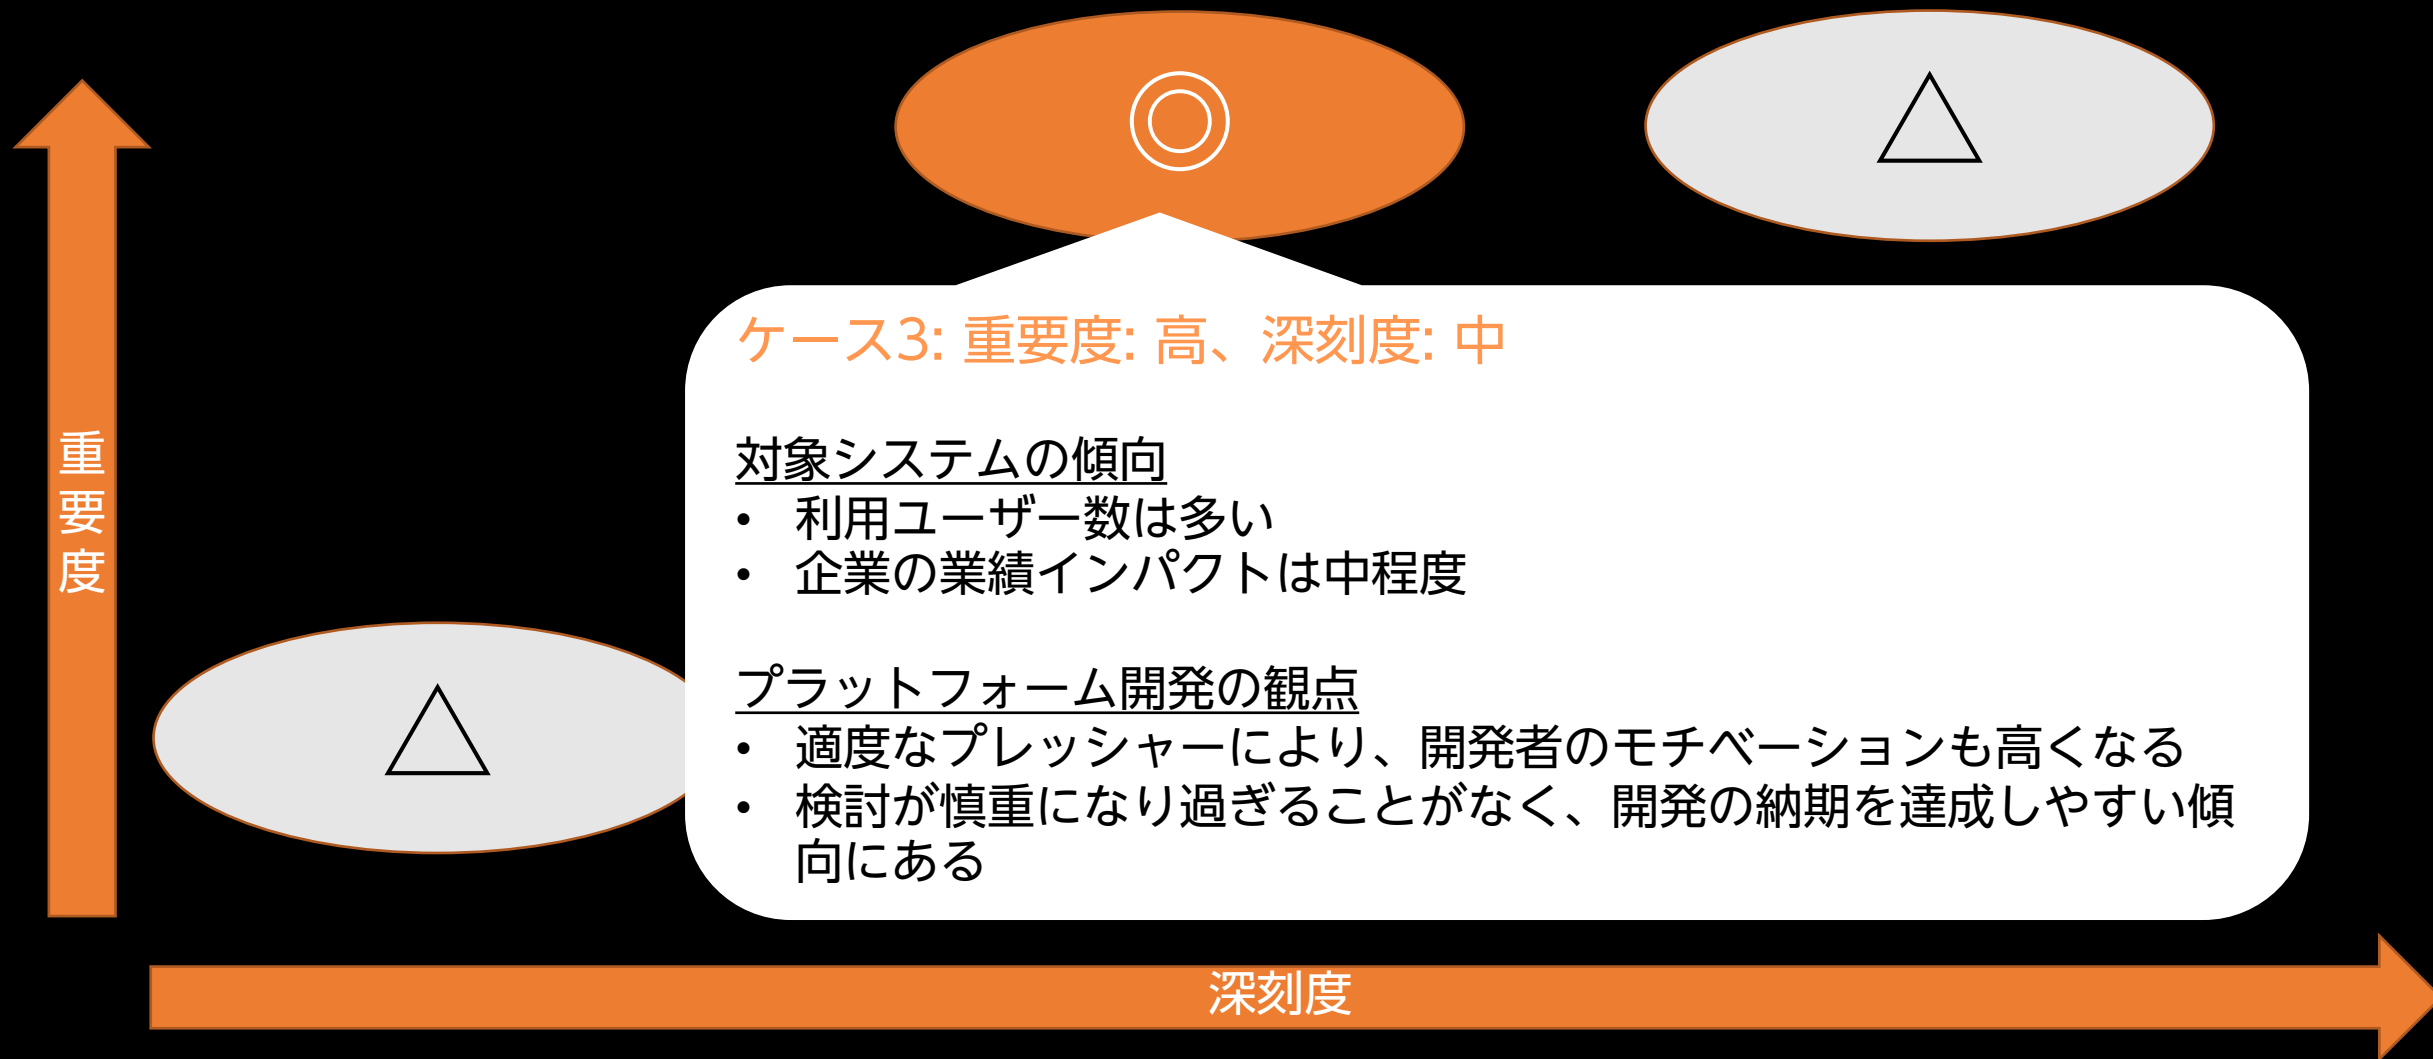 ◎
△
ケース3: 重要度: 高、深刻度: 中
対象システムの傾向
• 利用ユーザー数は多い
• 企業の業績インパクトは中程度
プラットフォーム開発の観点
• 適度なプレッシャーにより、開発者のモチベーションも高くなる
• 検討が慎重になり過ぎることがなく、開発の納期を達成しやすい傾
向にある
重要度
△
深刻度